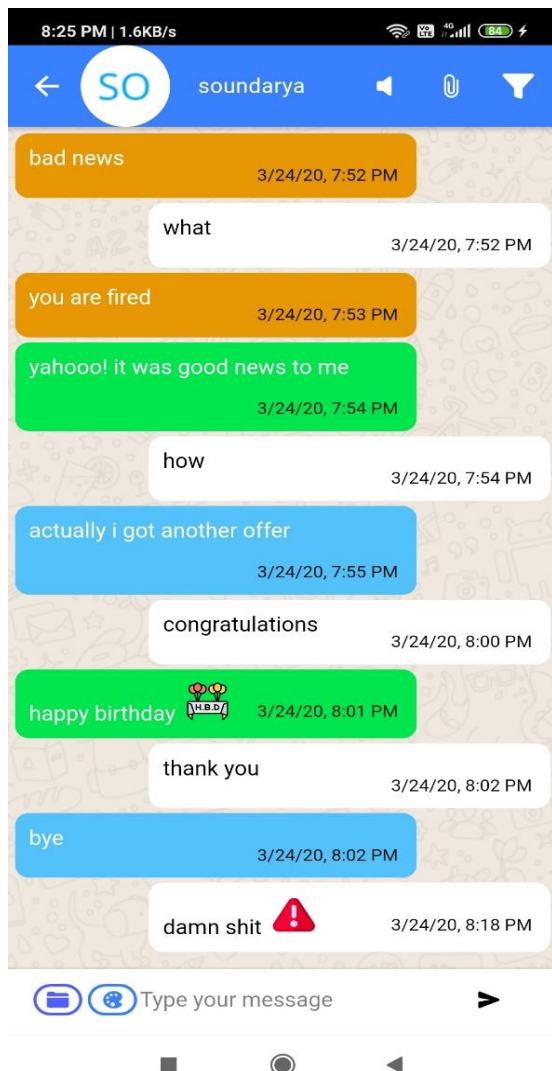 8:25 PM | 1.6KB/s
Vo LTE 4G 84
SO soundarya
bad news
3/24/20, 7:52 PM
what
3/24/20, 7:52 PM
you are fired
3/24/20, 7:53 PM
yahooo! it was good news to me
3/24/20, 7:54 PM
how
3/24/20, 7:54 PM
actually i got another offer
3/24/20, 7:55 PM
congratulations
3/24/20, 8:00 PM
happy birthday H.B.D 3/24/20, 8:01 PM
thank you
3/24/20, 8:02 PM
bye
3/24/20, 8:02 PM
damn shit 3/24/20, 8:18 PM
Type your message